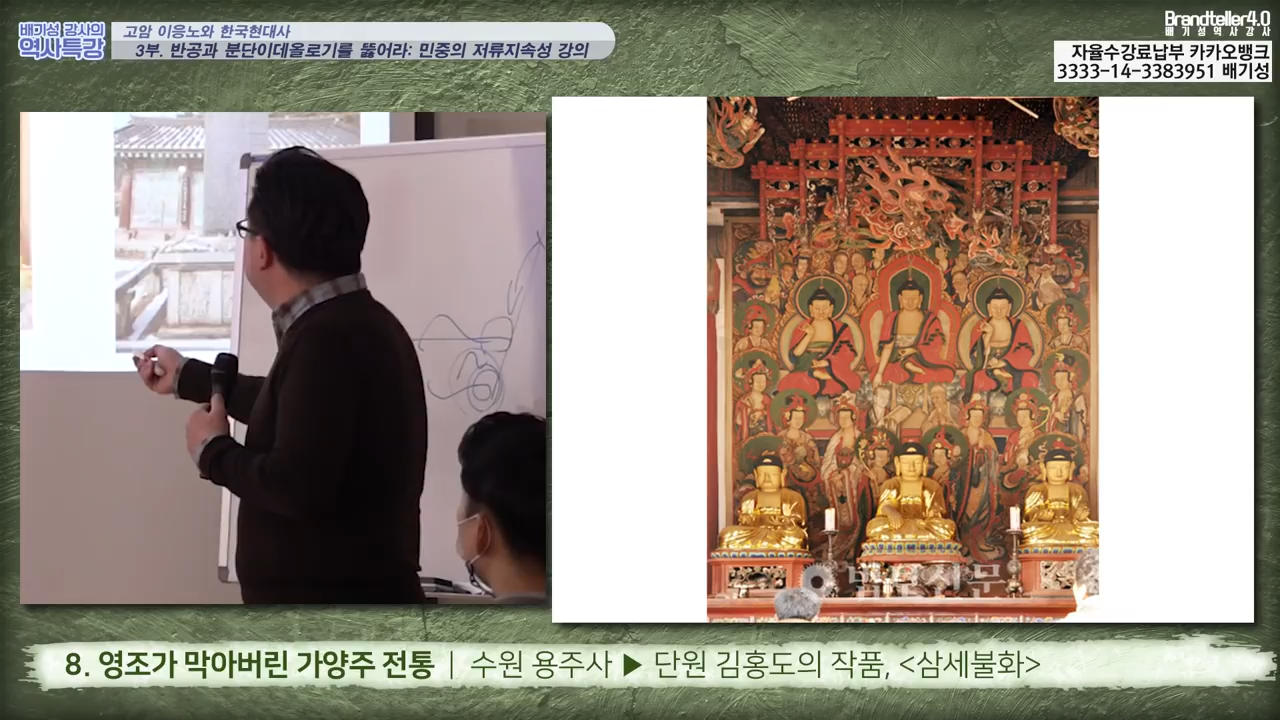 배기성 강사의
역사특강
고암 이응노와 한국현대사
3부. 반공과 분단이데올로기를 뚫어라: 민중의 저류지속성 강의
Brandteller4.0
배기성역사강사
자율수강료납부 카카오뱅크
3333-14-3383951 배기성
법보신문
8. 영조가 막아버린 가양주 전통 | 수원 용주사 ▶ 단원 김홍도의 작품, <삼세불화>